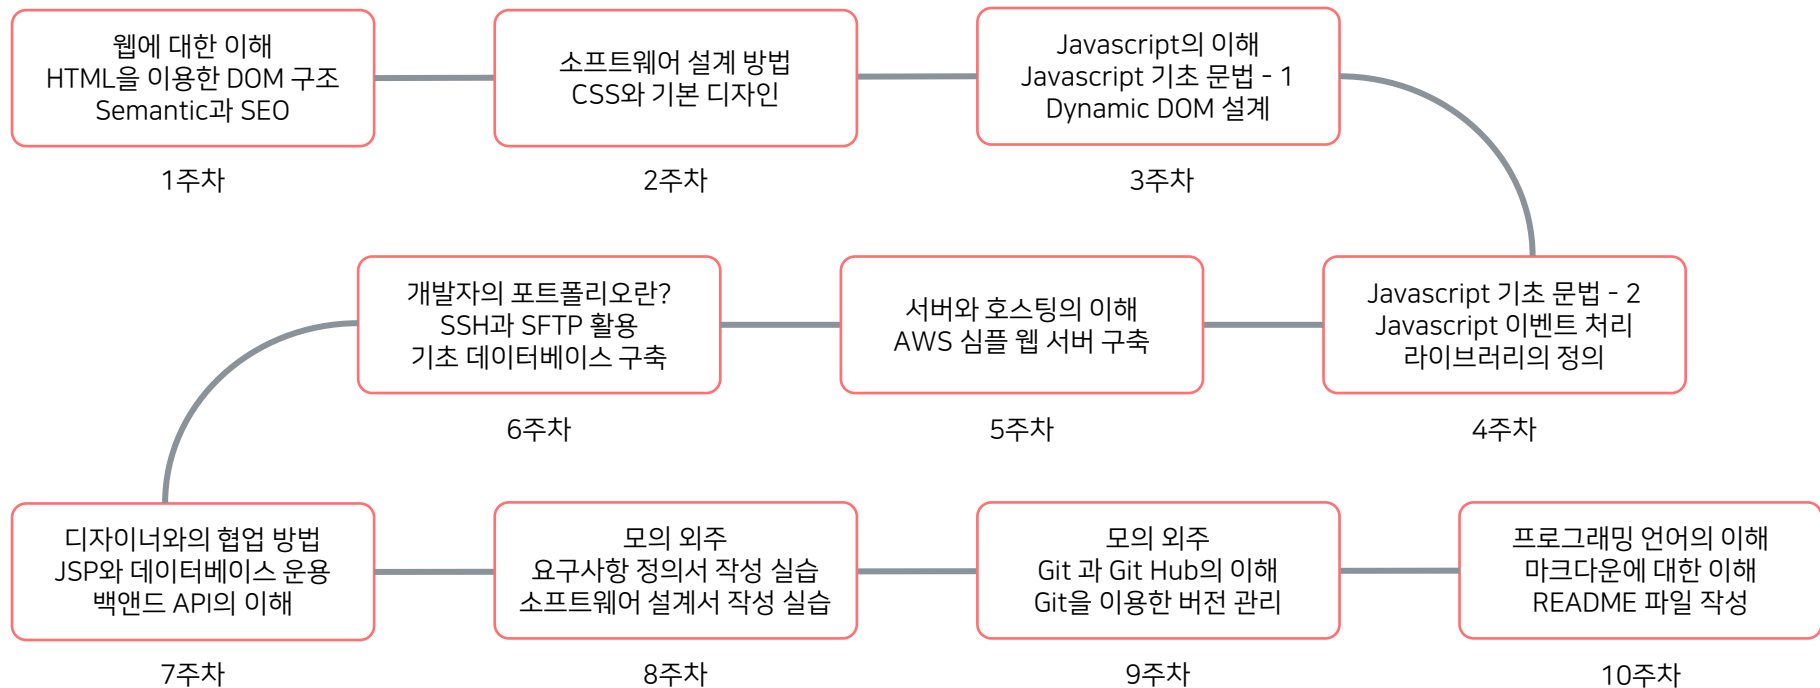 웹에 대한 이해
HTML을 이용한 DOM 구조
Semantic과 SEO
1주차
소프트웨어 설계 방법
CSS와 기본 디자인
2주차
Javascript의 이해
Javascript 기초 문법 - 1
Dynamic DOM 설계
3주차
Javascript 기초 문법 - 2
Javascript 이벤트 처리
라이브러리의 정의
4주차
서버와 호스팅의 이해
AWS 심플 웹 서버 구축
5주차
개발자의 포트폴리오란?
SSH과 SFTP 활용
기초 데이터베이스 구축
6주차
디자이너와의 협업 방법
JSP와 데이터베이스 운용
백앤드 API의 이해
7주차
모의 외주
요구사항 정의서 작성 실습
소프트웨어 설계서 작성 실습
8주차
모의 외주
Git 과 Git Hub의 이해
Git을 이용한 버전 관리
9주차
프로그래밍 언어의 이해
마크다운에 대한 이해
README 파일 작성
10주차